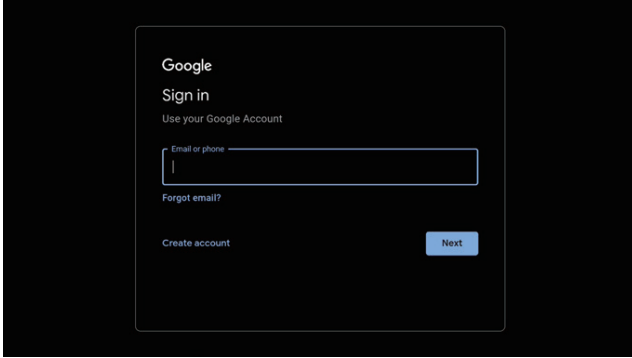 Google
Sign in
Use your Google Account
Email or phone
Forgot email?
Create account
Next